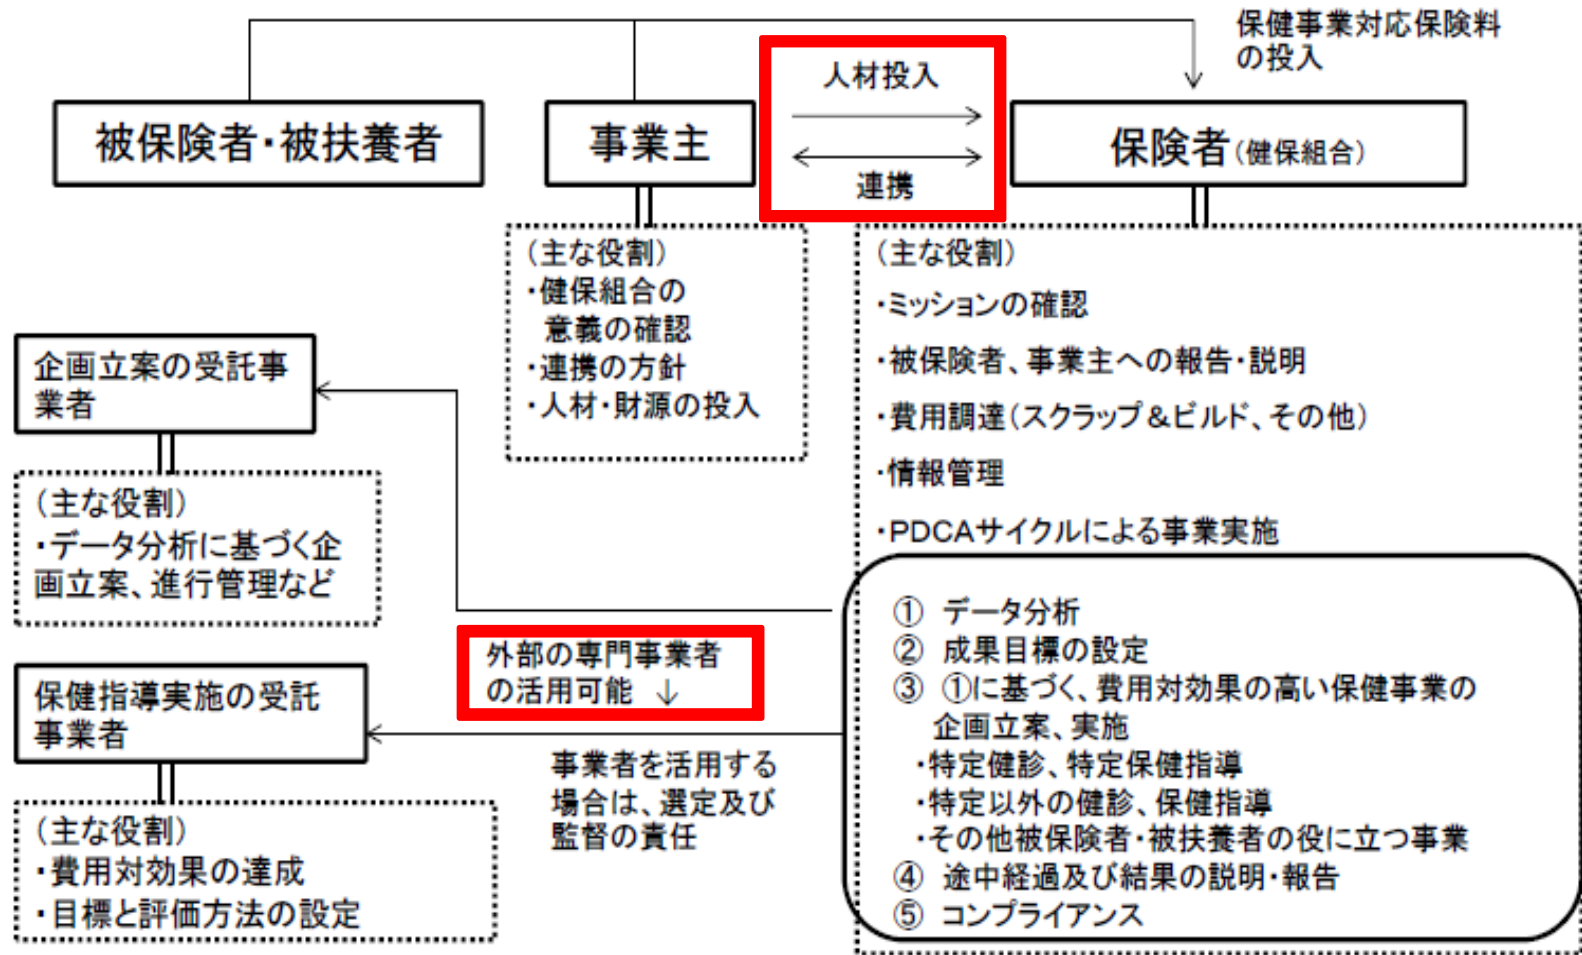 保健事業対応保険料
の投入
人材投入
被保険者・被扶養者
事業主
保険者(健保組合)
連携
(主な役割)
・健保組合の
意義の確認
・連携の方針
・人材・財源の投入
(主な役割)
・ミッションの確認
・被保険者、事業主への報告・説明
・費用調達(スクラップ&ビルド、その他)
・情報管理
・PDCAサイクルによる事業実施
企画立案の受託事
業者
(主な役割)
・データ分析に基づく企
画立案、進行管理など
外部の専門事業者
の活用可能 ↓
保健指導実施の受託
事業者
事業者を活用する
場合は、選定及び
監督の責任
(主な役割)
・費用対効果の達成
・目標と評価方法の設定
① データ分析
② 成果目標の設定
③ ①に基づく、費用対効果の高い保健事業の
企画立案、実施
・特定健診、特定保健指導
・特定以外の健診、保健指導
・その他被保険者・被扶養者の役に立つ事業
④ 途中経過及び結果の説明・報告
⑤ コンプライアンス